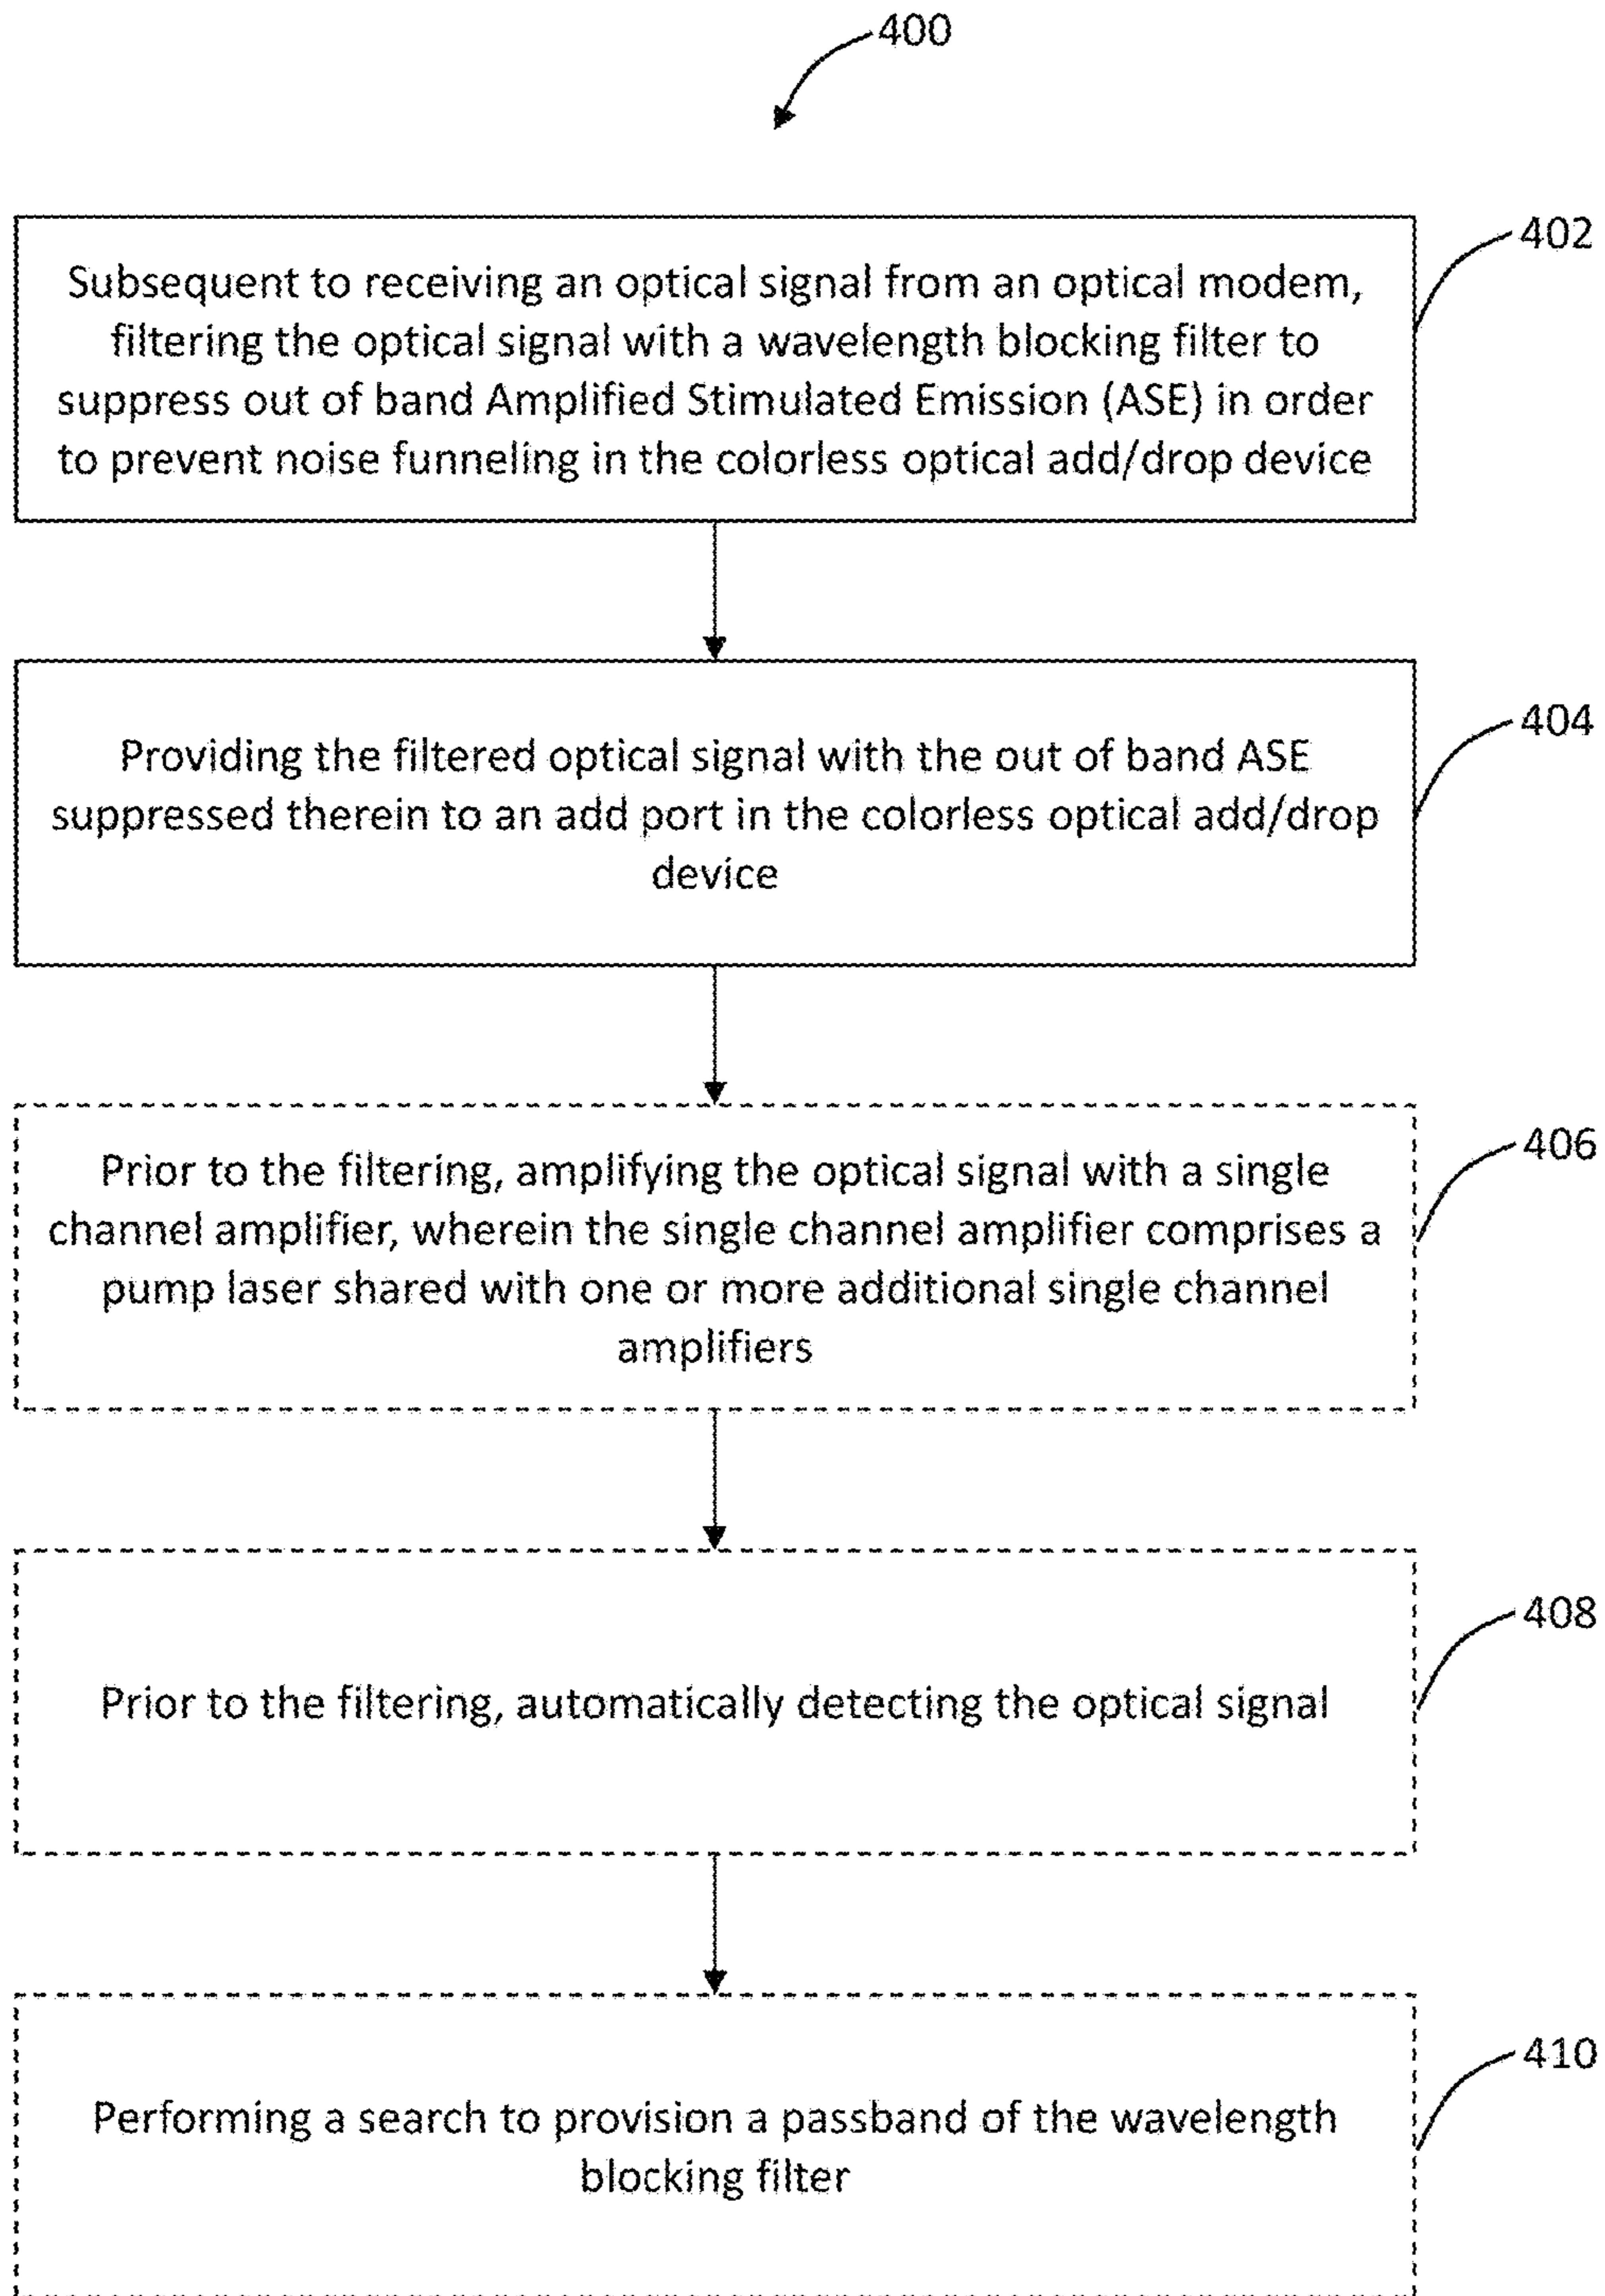 400
402
Subsequent to receiving an optical signal from an optical modem,
filtering the optical signal with a wavelength blocking filter to
suppress out of band Amplified Stimulated Emission (ASE) in order
to prevent noise funneling in the colorless optical add/drop device
404
Providing the filtered optical signal with the out of band ASE
suppressed therein to an add port in the colorless optical add/drop
device
406
Prior to the filtering, amplifying the optical signal with a single
channel amplifier, wherein the single channel amplifier comprises a
pump laser shared with one or more additional single channel
amplifiers
408
Prior to the filtering, automatically detecting the optical signal
410
Performing a search to provision a passband of the wavelength
blocking filter